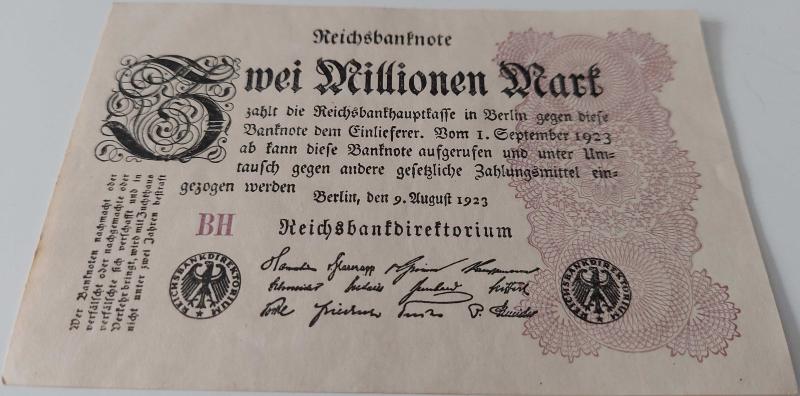 Reichsbanknote
Zwei Millionen Mark
zahlt die Reichsbankhauptkasse in Berlin gegen diese
Banknote dem Einlieferer. Vom 1. September 1923
ab kann diese Banknote aufgerufen und unter Um=
tausch gegen andere gesetzliche Zahlungsmittel ein=
gezogen werden
Berlin, den 9. August 1923
BH
Reichsbankdirektorium
REICHSBANKDIREKTORIUM
REICHSBANKDIREKTORIUM
Wer Banknoten nachmacht oder
verfälscht oder nachgemachte oder
verfälschte sich verschafft und in
Verkehr bringt, wird mit Zuchthaus
nicht unter zwei Jahren bestraft